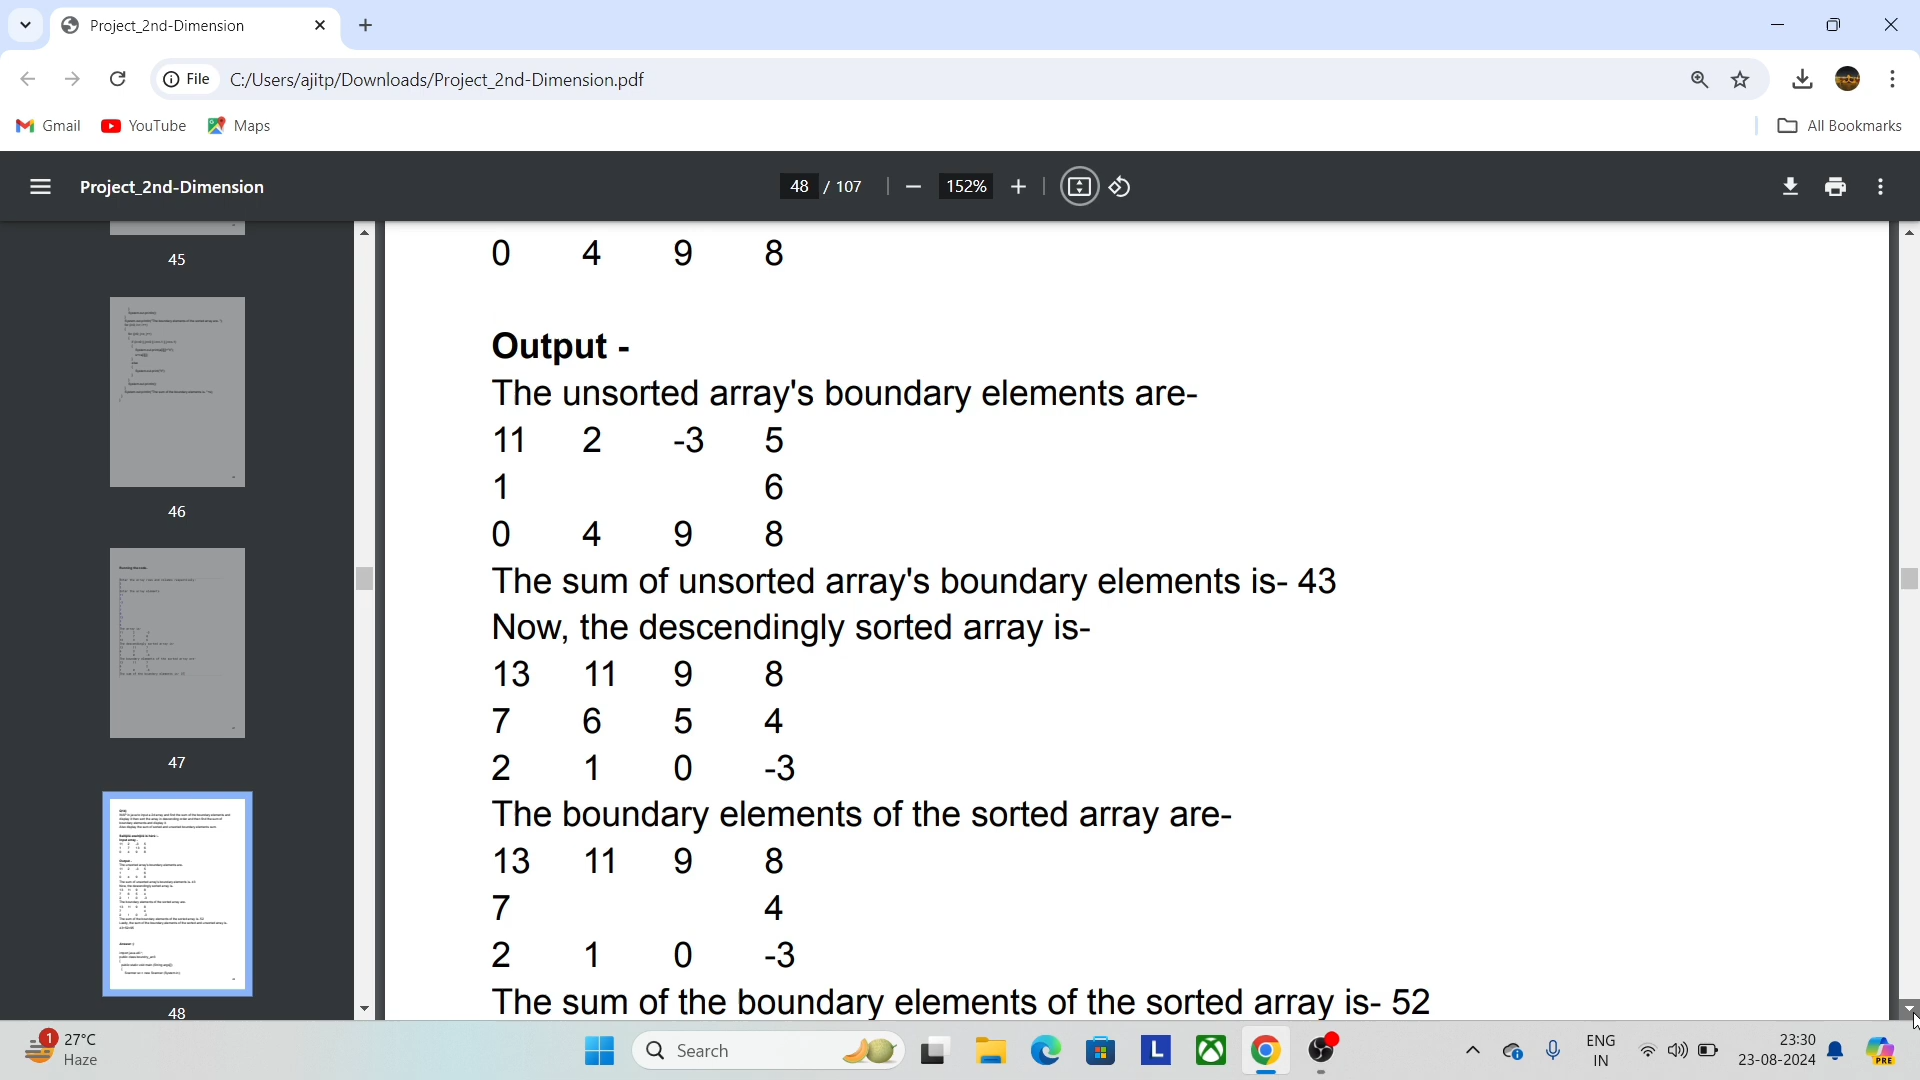 Project_2nd-Dimension
File
C:/Users/ajitp/Downloads/Project_2nd-Dimension.pdf
Gmail
YouTube
Maps
All Bookmarks
Project_2nd-Dimension
48 / 107
152%
45
46
47
48
0 4 9 8
Output -
The unsorted array's boundary elements are-
11 2 -3 5
1 6
0 4 9 8
The sum of unsorted array's boundary elements is- 43
Now, the descendingly sorted array is-
13 11 9 8
7 6 5 4
2 1 0 -3
The boundary elements of the sorted array are-
13 11 9 8
7 4
2 1 0 -3
The sum of the boundary elements of the sorted array is- 52
1
27°C
Haze
Search
L
ENG
IN
23:30
23-08-2024
PRE